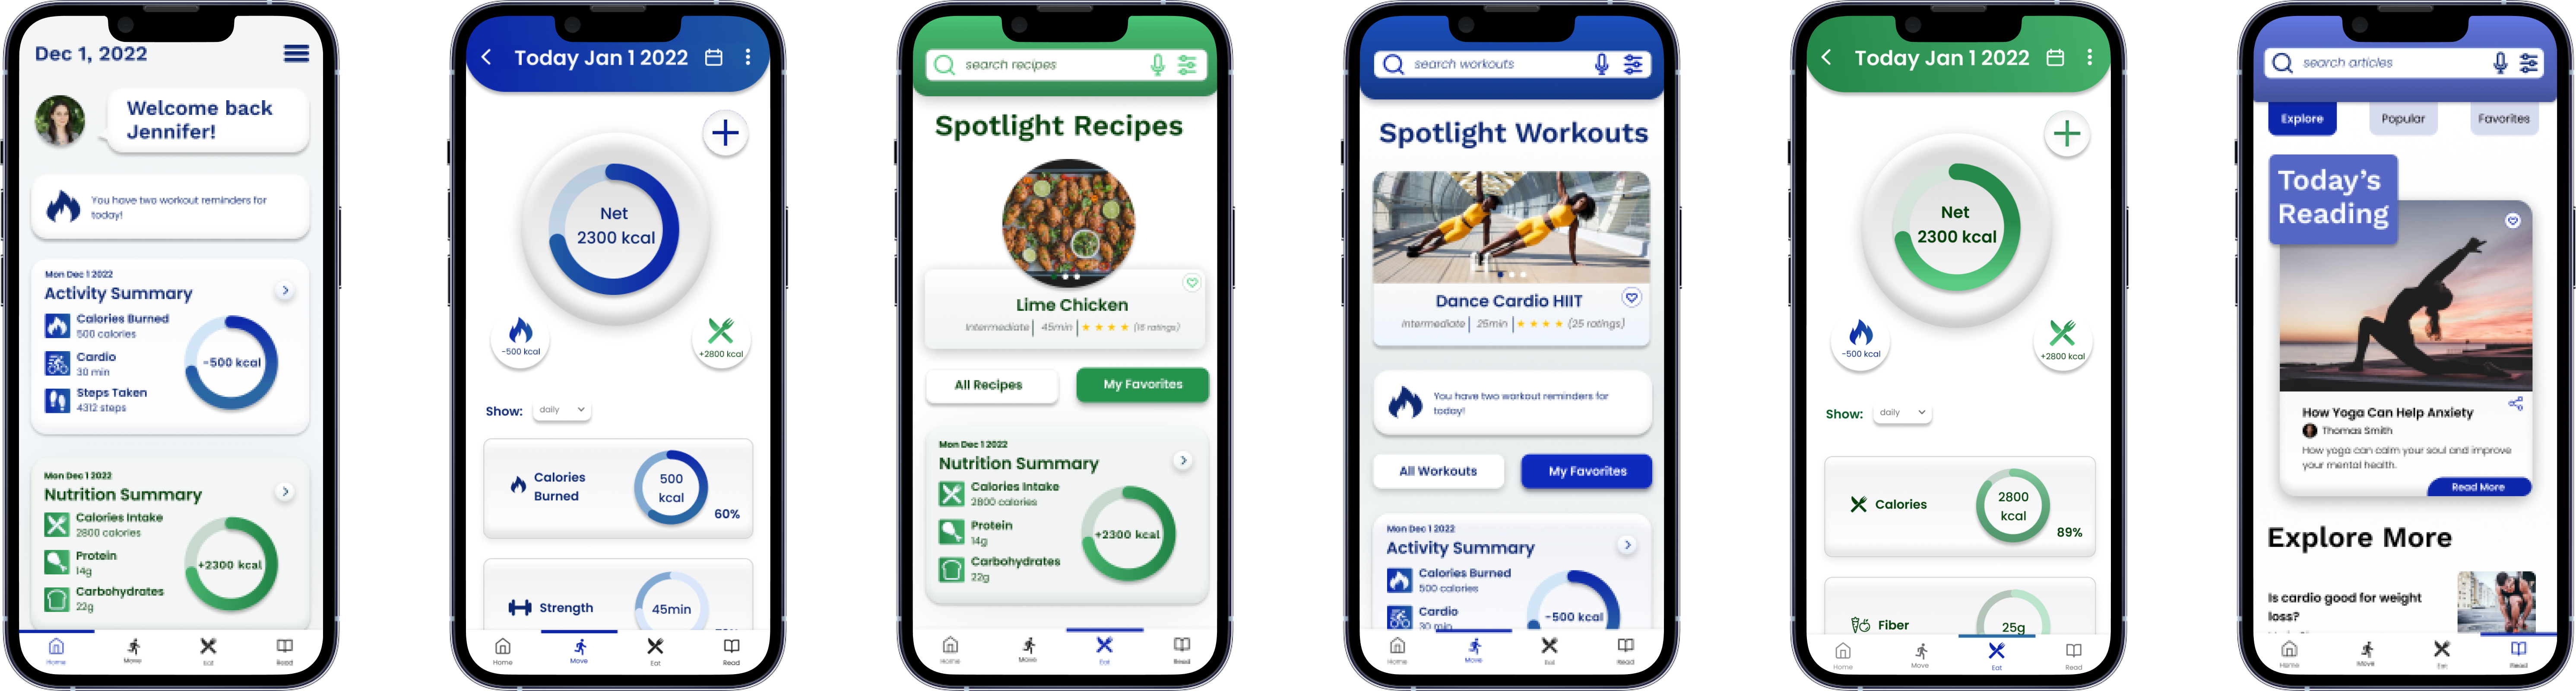 Dec 1, 2022
Welcome back
Jennifer!
You have two workout reminders for
today!
Mon Dec 1 2022
Activity Summary
Calories Burned
500 calories
Cardio
30 min
Steps Taken
4312 steps
-500 kcal
Mon Dec 1 2022
Nutrition Summary
Calories Intake
2800 calories
Protein
14g
Carbohydrates
22g
+2300 kcal
Home
Move
Eat
Read
Today Jan 1 2022
Net
2300 kcal
-500 kcal
+2800 kcal
Show:
daily
Calories
Burned
500
kcal
60%
Strength
45min
Home
Move
Eat
Read
search recipes
Spotlight Recipes
Lime Chicken
Intermediate | 45min | (15 ratings)
All Recipes
My Favorites
Mon Dec 1 2022
Nutrition Summary
Calories Intake
2800 calories
Protein
14g
Carbohydrates
22g
+2300 kcal
Home
Move
Eat
Read
search workouts
Spotlight Workouts
Dance Cardio HIIT
Intermediate | 25min | (25 ratings)
You have two workout reminders for
today!
All Workouts
My Favorites
Mon Dec 1 2022
Activity Summary
Calories Burned
500 calories
Cardio
30 min
-500 kcal
Home
Move
Eat
Read
Today Jan 1 2022
Net
2300 kcal
-500 kcal
+2800 kcal
Show:
daily
Calories
2800
kcal
89%
Fiber
25g
Home
Move
Eat
Read
search articles
Explore
Popular
Favorites
Today's
Reading
How Yoga Can Help Anxiety
Thomas Smith
How yoga can calm your soul and improve
your mental health.
Read More
Explore More
Is cardio good for weight
loss?
Home
Move
Eat
Read